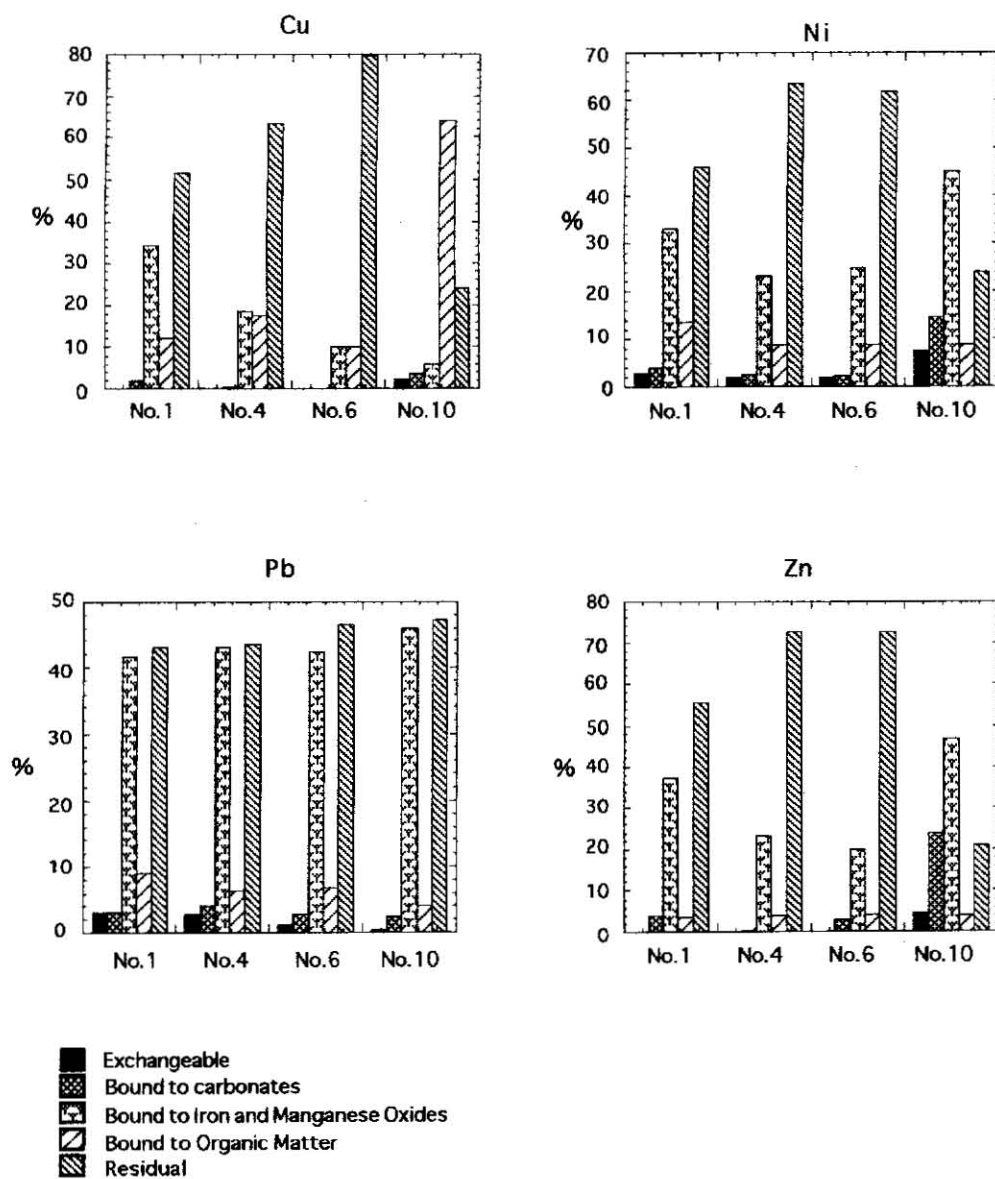 Cu
80
70
60
50
40
30
20
10
0
%
No.1 No.4 No.6 No.10
Ni
70
60
50
40
30
20
10
0
%
No.1 No.4 No.6 No.10
Pb
50
40
30
20
10
0
%
No.1 No.4 No.6 No.10
Zn
80
70
60
50
40
30
20
10
0
%
No.1 No.4 No.6 No.10
Exchangeable
Bound to carbonates
Bound to Iron and Manganese Oxides
Bound to Organic Matter
Residual